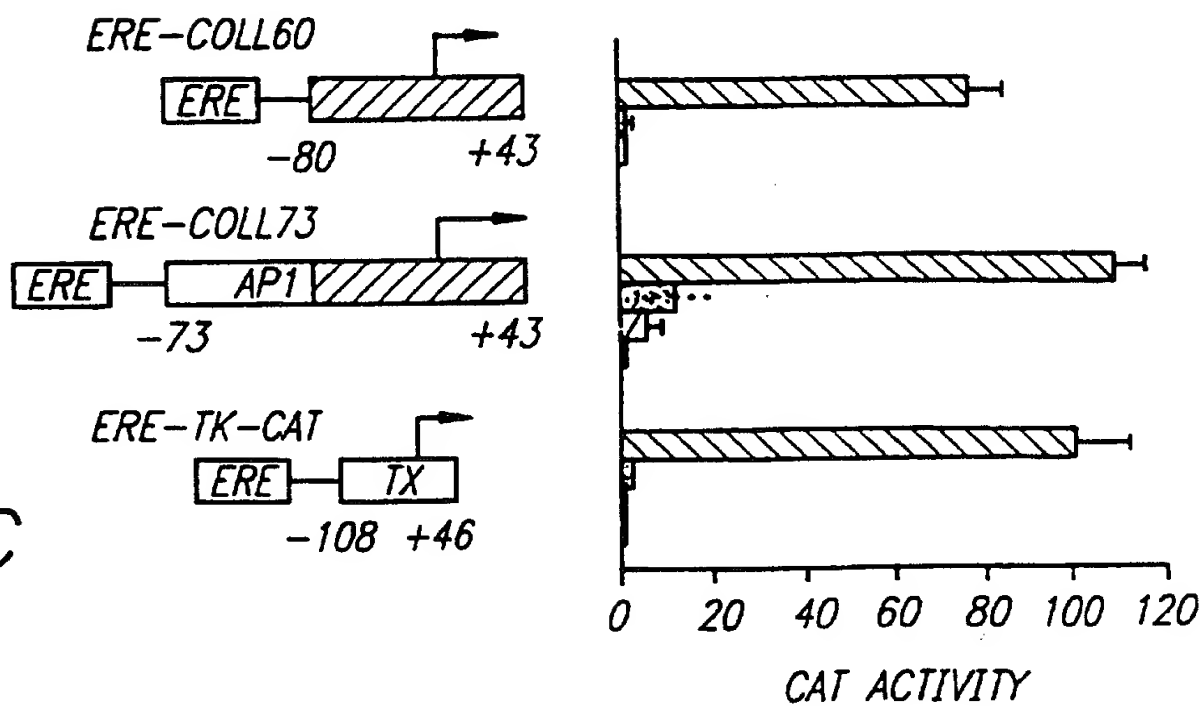 ERE-COLL60
ERE
-80 +43
ERE-COLL73
ERE AP1
-73 +43
ERE-TK-CAT
ERE TX
-108 +46
0 20 40 60 80 100 120
CAT ACTIVITY